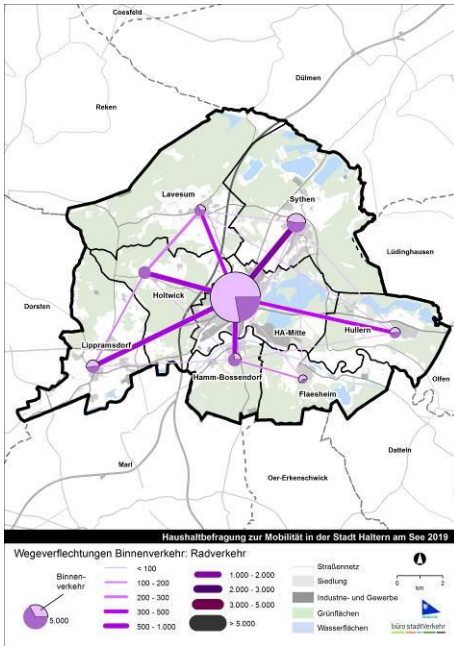 Coesfeld
Dülmen
Reken
Lavesum
Sythen
Lüdinghausen
Dorsten
Holtwick
HA-Mitte
Hullern
Lippramsdorf
Hamm-Bossendorf
Flaesheim
Olfen
Marl
Datteln
Oer-Erkenschwick
Haushaltbefragung zur Mobilität in der Stadt Haltern am See 2019
Wegeverflechtungen Binnenverkehr: Radverkehr
Binnen-
verkehr
5.000
< 100
100 - 200
200 - 300
300 - 500
500 - 1.000
1.000 - 2.000
2.000 - 3.000
3.000 - 5.000
> 5.000
Straßennetz
Siedlung
Industrie- und Gewerbe
Grünflächen
Wasserflächen
0 2
km
büro stadtVerkehr